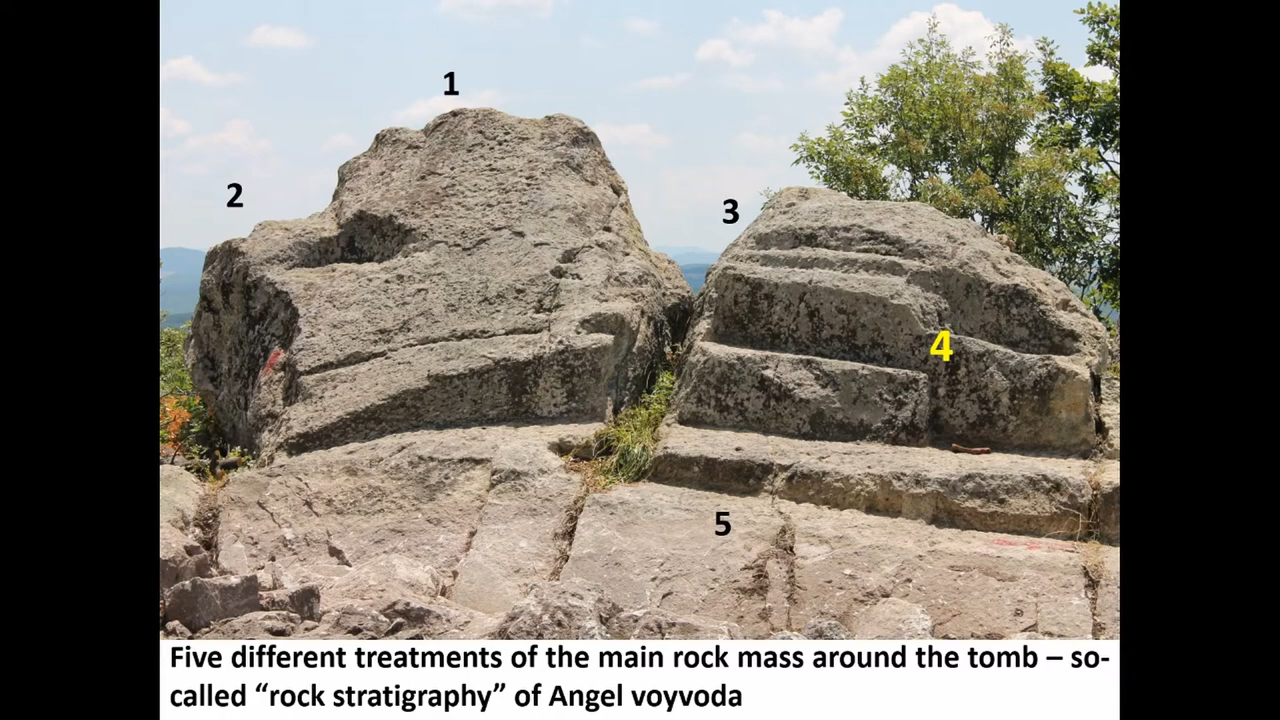 1
2
3
4
5
Five different treatments of the main rock mass around the tomb – so-
called “rock stratigraphy” of Angel voyvoda